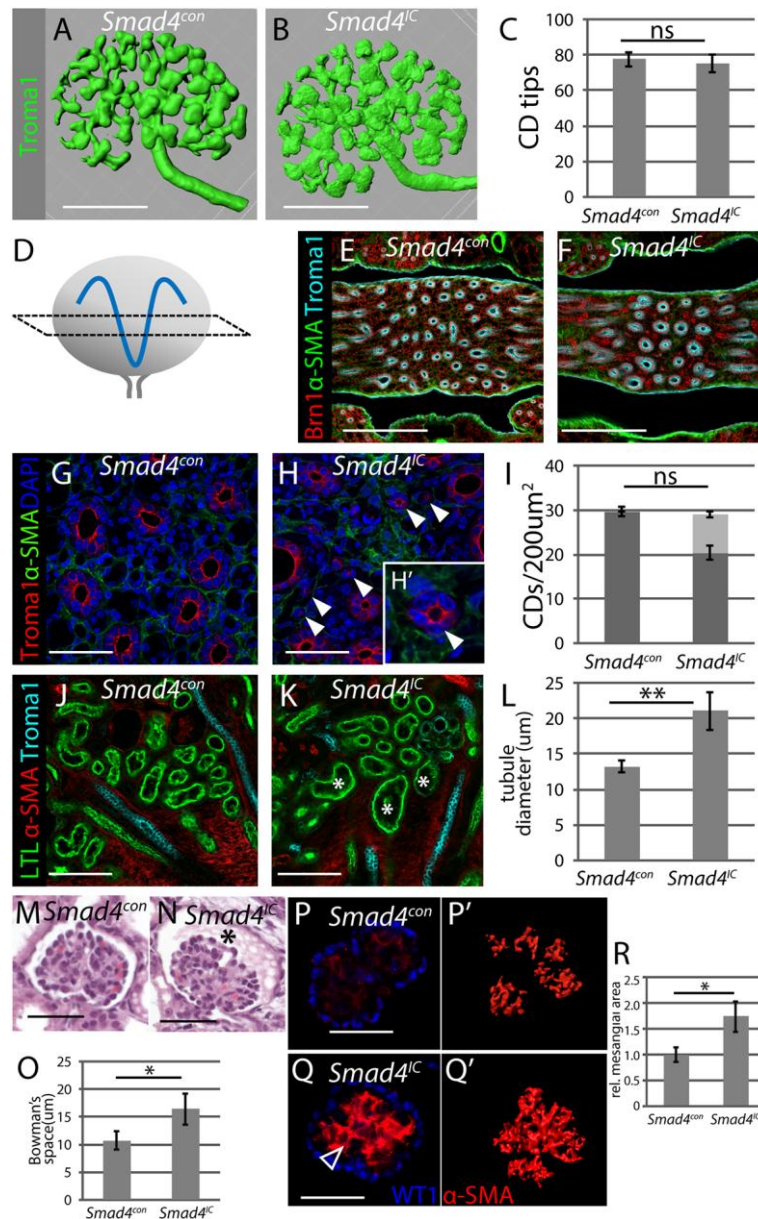 A Smad4con
B Smad4IC
Troma1
C
ns
CD tips
100
80
60
40
20
0
Smad4con Smad4IC
D
E Smad4con
F Smad4IC
Brn1 α-SMA Troma1
G Smad4con
H Smad4IC
H'
Troma1 α-SMA DAPI
I
ns
CDs/200um2
40
30
20
10
0
Smad4con Smad4IC
J Smad4con
K Smad4IC
* * *
LTL α-SMA Troma1
L
**
tubule
diameter (um)
25
20
15
10
5
0
Smad4con Smad4IC
M Smad4con
N Smad4IC
*
O
*
Bowman's
space(um)
25
20
15
10
5
0
Smad4con Smad4IC
P Smad4con
P'
Q Smad4IC
Q'
WT1 α-SMA
R
*
rel. mesangial area
2.5
2.0
1.5
1.0
0.5
0
Smad4con Smad4IC